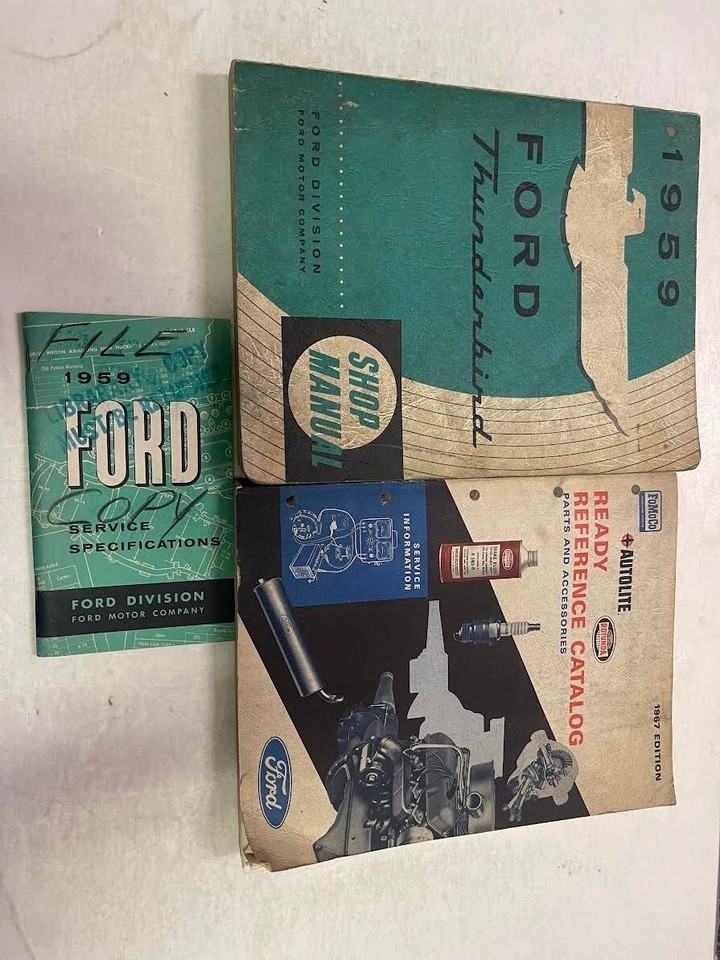 1959
FORD
Thunderbird
SHOP
MANUAL
FORD DIVISION
FORD MOTOR COMPANY
FILE
1959
FORD
COPY
SERVICE
SPECIFICATIONS
FORD DIVISION
FORD MOTOR COMPANY
FoMoCo
AUTOLITE.
ROTUNDA
READY
REFERENCE CATALOG
PARTS AND ACCESSORIES
1967 EDITION
SERVICE
INFORMATION
Ford